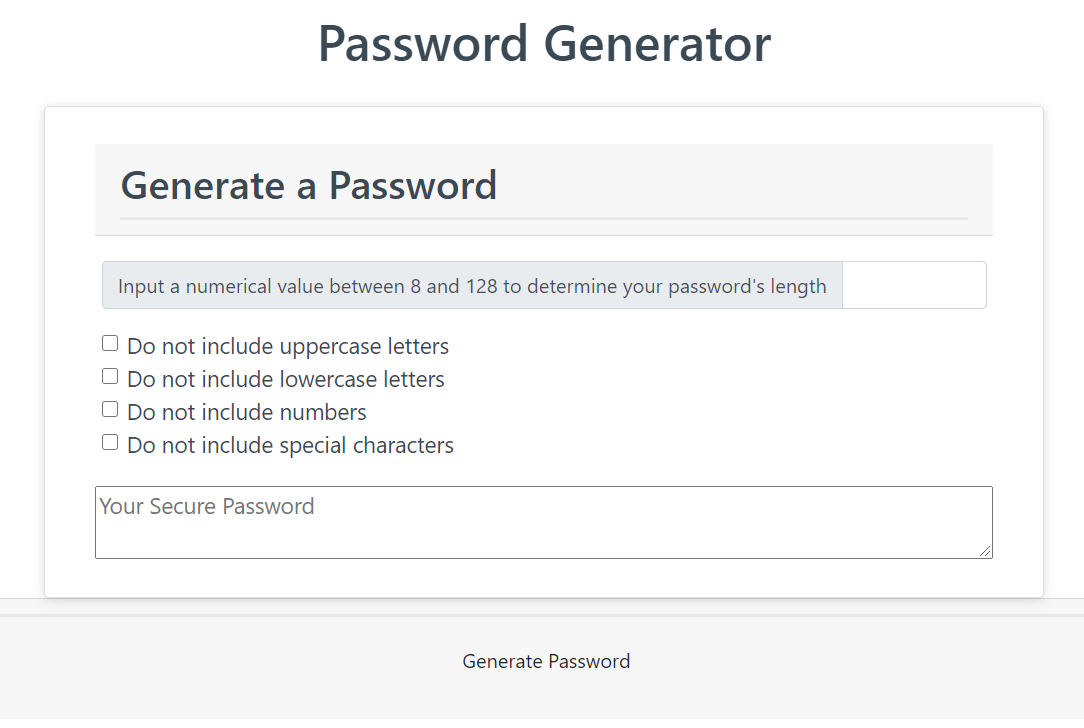 Password Generator
Generate a Password
Input a numerical value between 8 and 128 to determine your password's length
Do not include uppercase letters
Do not include lowercase letters
Do not include numbers
Do not include special characters
Your Secure Password
Generate Password